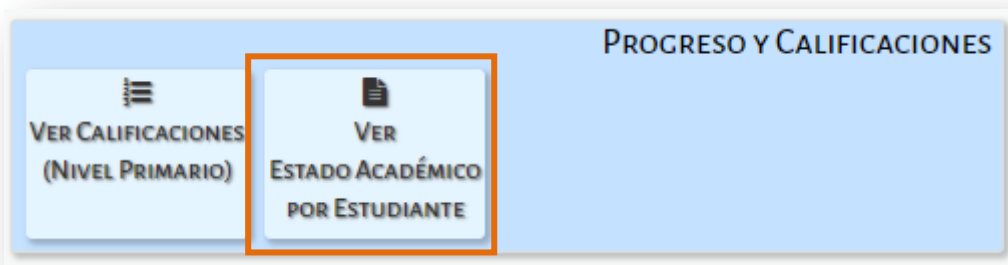 Progreso y Calificaciones
Ver Calificaciones
(Nivel Primario)
Ver
Estado Académico
por Estudiante